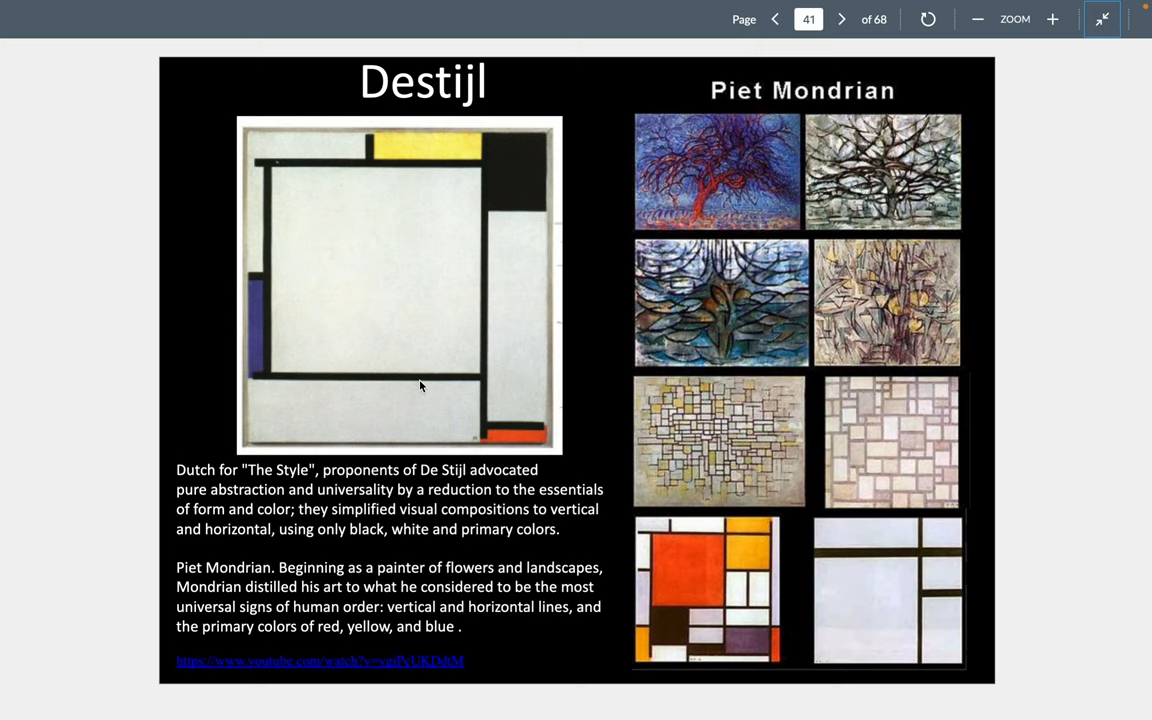 Page 41 of 68 ZOOM
Destijl
Piet Mondrian
Dutch for "The Style", proponents of De Stijl advocated
pure abstraction and universality by a reduction to the essentials
of form and color; they simplified visual compositions to vertical
and horizontal, using only black, white and primary colors.
Piet Mondrian. Beginning as a painter of flowers and landscapes,
Mondrian distilled his art to what he considered to be the most
universal signs of human order: vertical and horizontal lines, and
the primary colors of red, yellow, and blue .